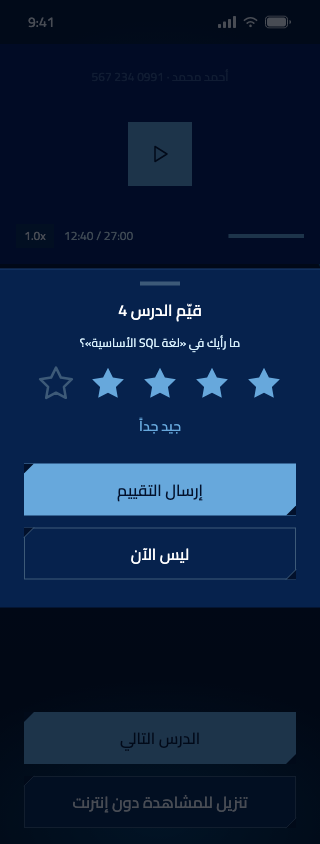 9:41
أحمد محمد · 0991 234 567
1.0x
12:40 / 27:00
قيّم الدرس 4
ما رأيك في «لغة SQL الأساسية»؟
جيد جداً
إرسال التقييم
ليس الآن
الدرس التالي
تنزيل للمشاهدة دون إنترنت